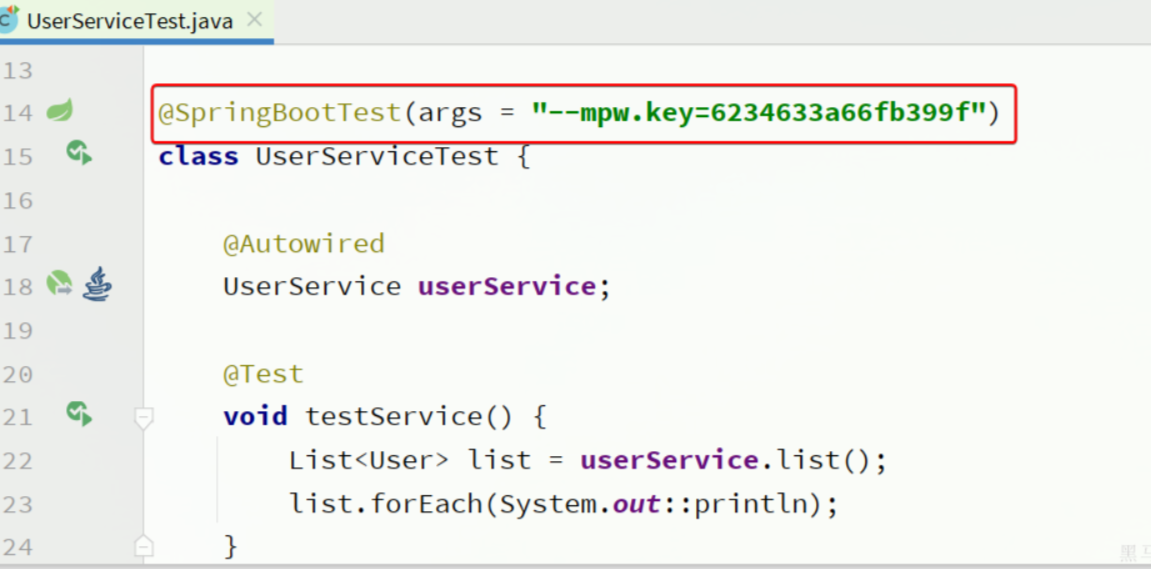 UserServiceTest.java
13
14 @SpringBootTest(args = "--mpw.key=6234633a66fb399f")
15 class UserServiceTest {
16
17 @Autowired
18 UserService userService;
19
20 @Test
21 void testService() {
22 List<User> list = userService.list();
23 list.forEach(System.out::println);
24 }